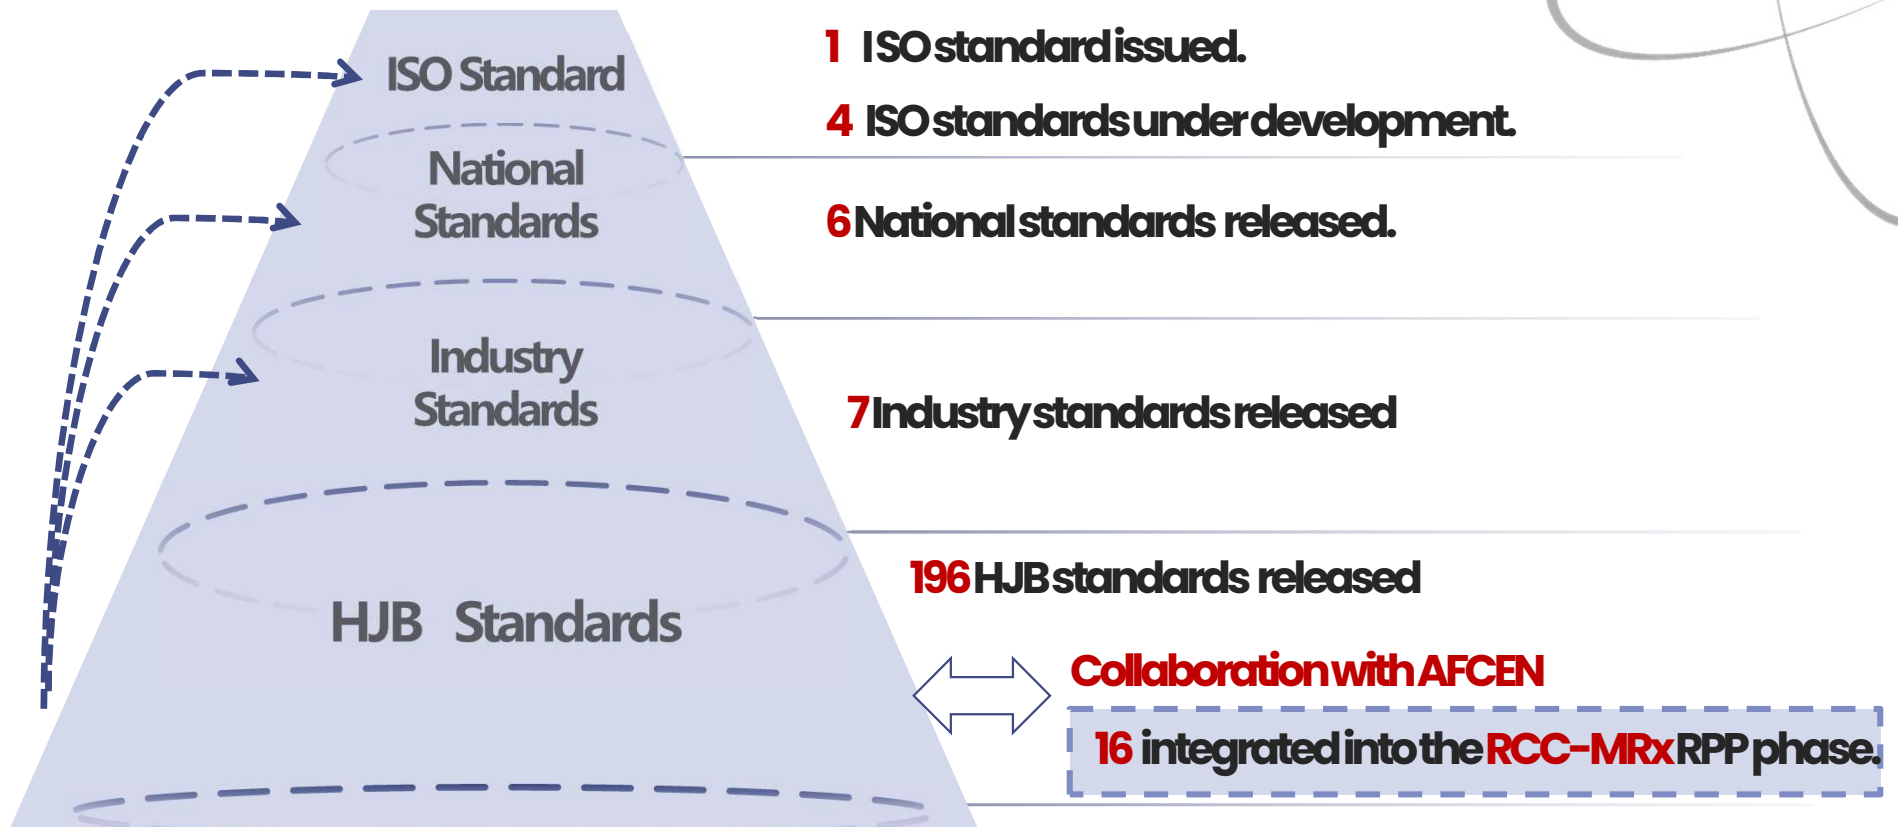 ISO Standard
National
Standards
Industry
Standards
HJB Standards
1 ISO standard issued.
4 ISO standards under development.
6 National standards released.
7 Industry standards released
196 HJB standards released
Collaboration with AFCEN
16 integrated into the RCC-MRx RPP phase.